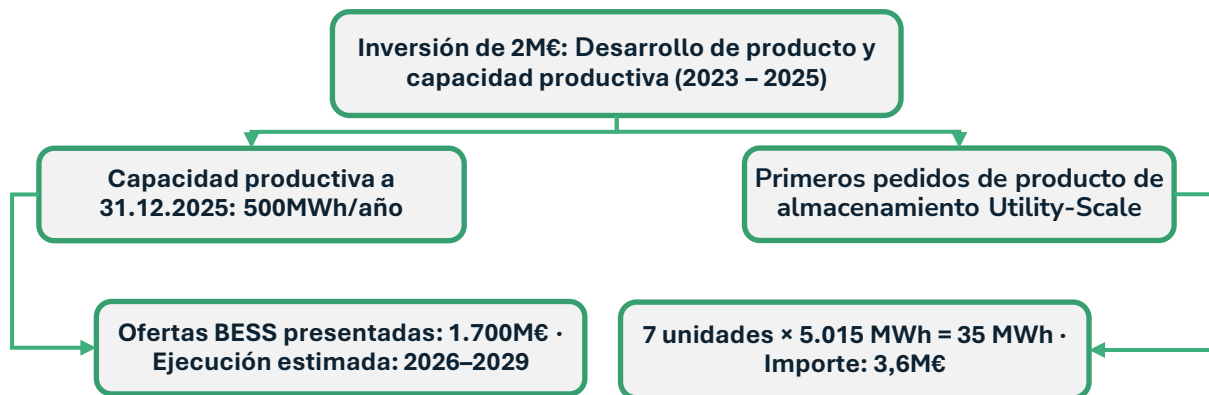 Inversión de 2M€: Desarrollo de producto y
capacidad productiva (2023 – 2025)
Capacidad productiva a
31.12.2025: 500MWh/año
Primeros pedidos de producto de
almacenamiento Utility-Scale
Ofertas BESS presentadas: 1.700M€ ·
Ejecución estimada: 2026–2029
7 unidades × 5.015 MWh = 35 MWh ·
Importe: 3,6M€